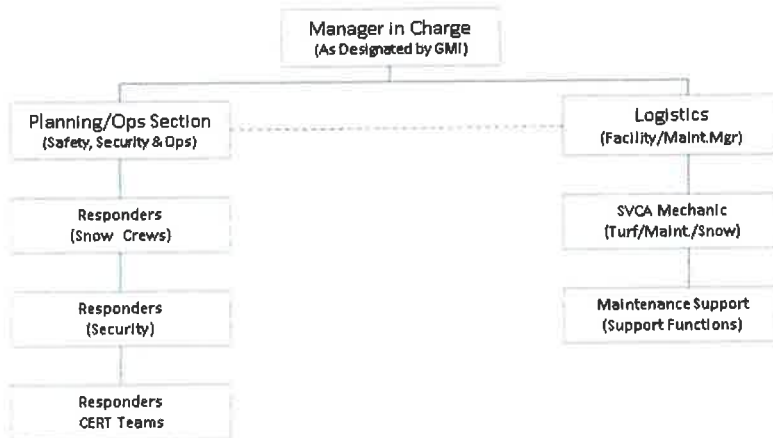 Manager in Charge
(As Designated by GMI)
Planning/Ops Section
(Safety, Security & Ops)
Logistics
(Facility/Maint.Mgr)
Responders
(Snow Crews)
SVCA Mechanic
(Turf/Maint./Snow)
Responders
(Security)
Maintenance Support
(Support Functions)
Responders
CERT Teams